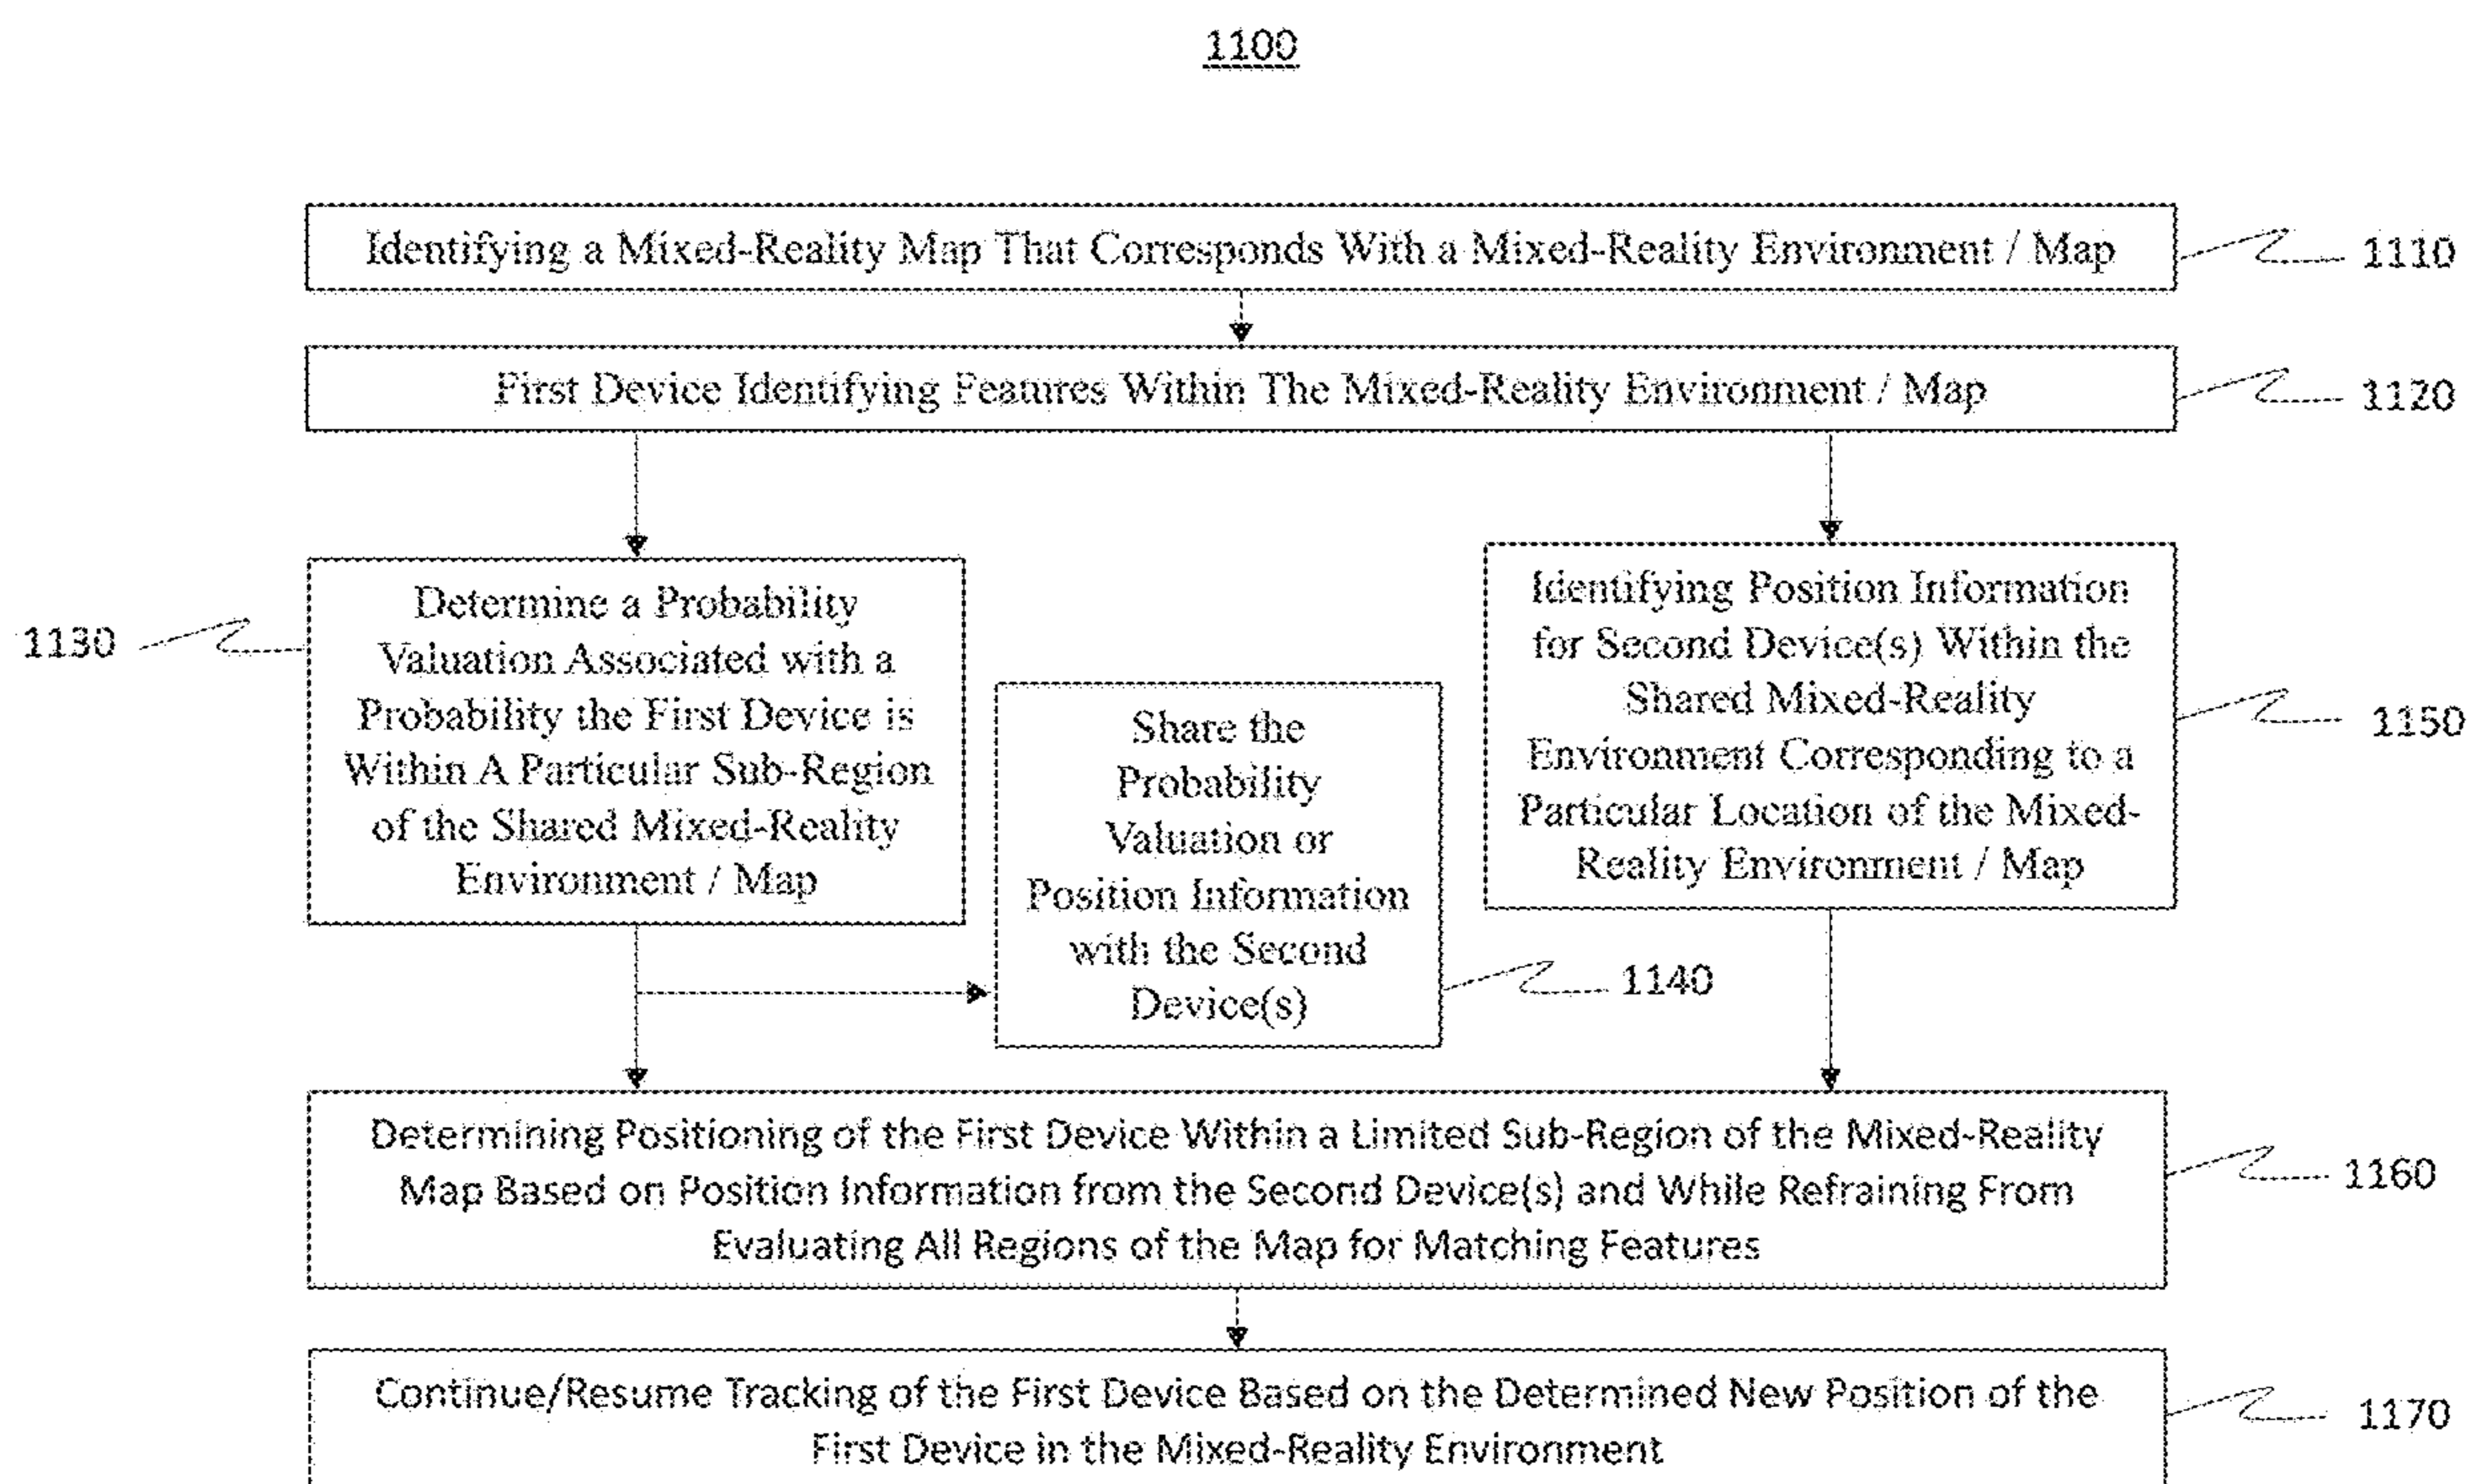 1100
Identifying a Mixed-Reality Map That Corresponds With a Mixed-Reality Environment / Map
1110
First Device Identifying Features Within The Mixed-Reality Environment / Map
1120
1130
Determine a Probability
Valuation Associated with a
Probability the First Device is
Within A Particular Sub-Region
of the Shared Mixed-Reality
Environment / Map
Share the
Probability
Valuation or
Position Information
with the Second
Device(s)
1140
Identifying Position Information
for Second Device(s) Within the
Shared Mixed-Reality
Environment Corresponding to a
Particular Location of the Mixed-
Reality Environment / Map
1150
Determining Positioning of the First Device Within a Limited Sub-Region of the Mixed-Reality
Map Based on Position Information from the Second Device(s) and While Refraining From
Evaluating All Regions of the Map for Matching Features
1160
Continue/Resume Tracking of the First Device Based on the Determined New Position of the
First Device in the Mixed-Reality Environment
1170